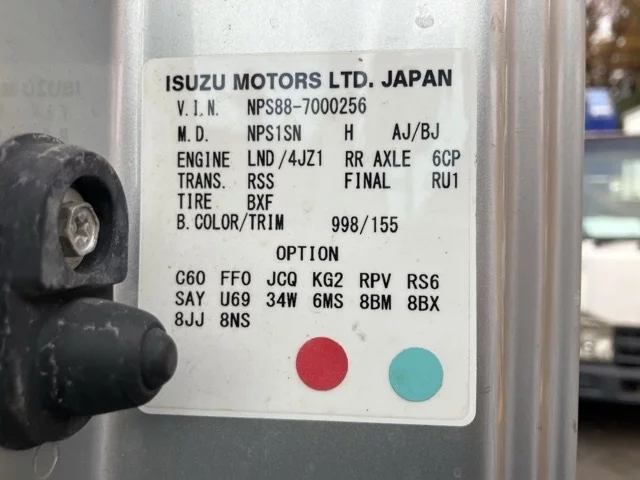 ISUZU MOTORS LTD. JAPAN
V.I.N. NPS88-7000256
M.D. NPS1SN H AJ/BJ
ENGINE LND/4JZ1 RR AXLE 6CP
TRANS. RSS FINAL RU1
TIRE BXF
B.COLOR/TRIM 998/155
OPTION
C60 FF0 JCQ KG2 RPV RS6
SAY U69 34W 6MS 8BM 8BX
8JJ 8NS